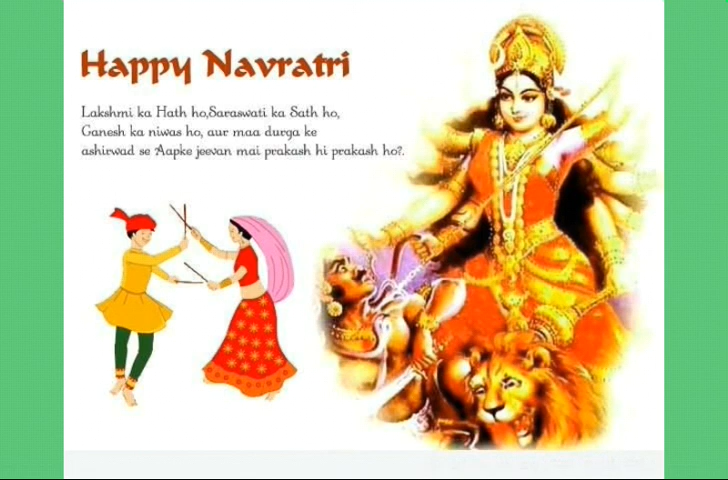 Happy Navratri
Lakshmi ka Hath ho,Saraswati ka Sath ho,
Ganesh ka niwas ho, aur maa durga ke
ashirwad se Aapke jeevan mai prakash hi prakash ho?.